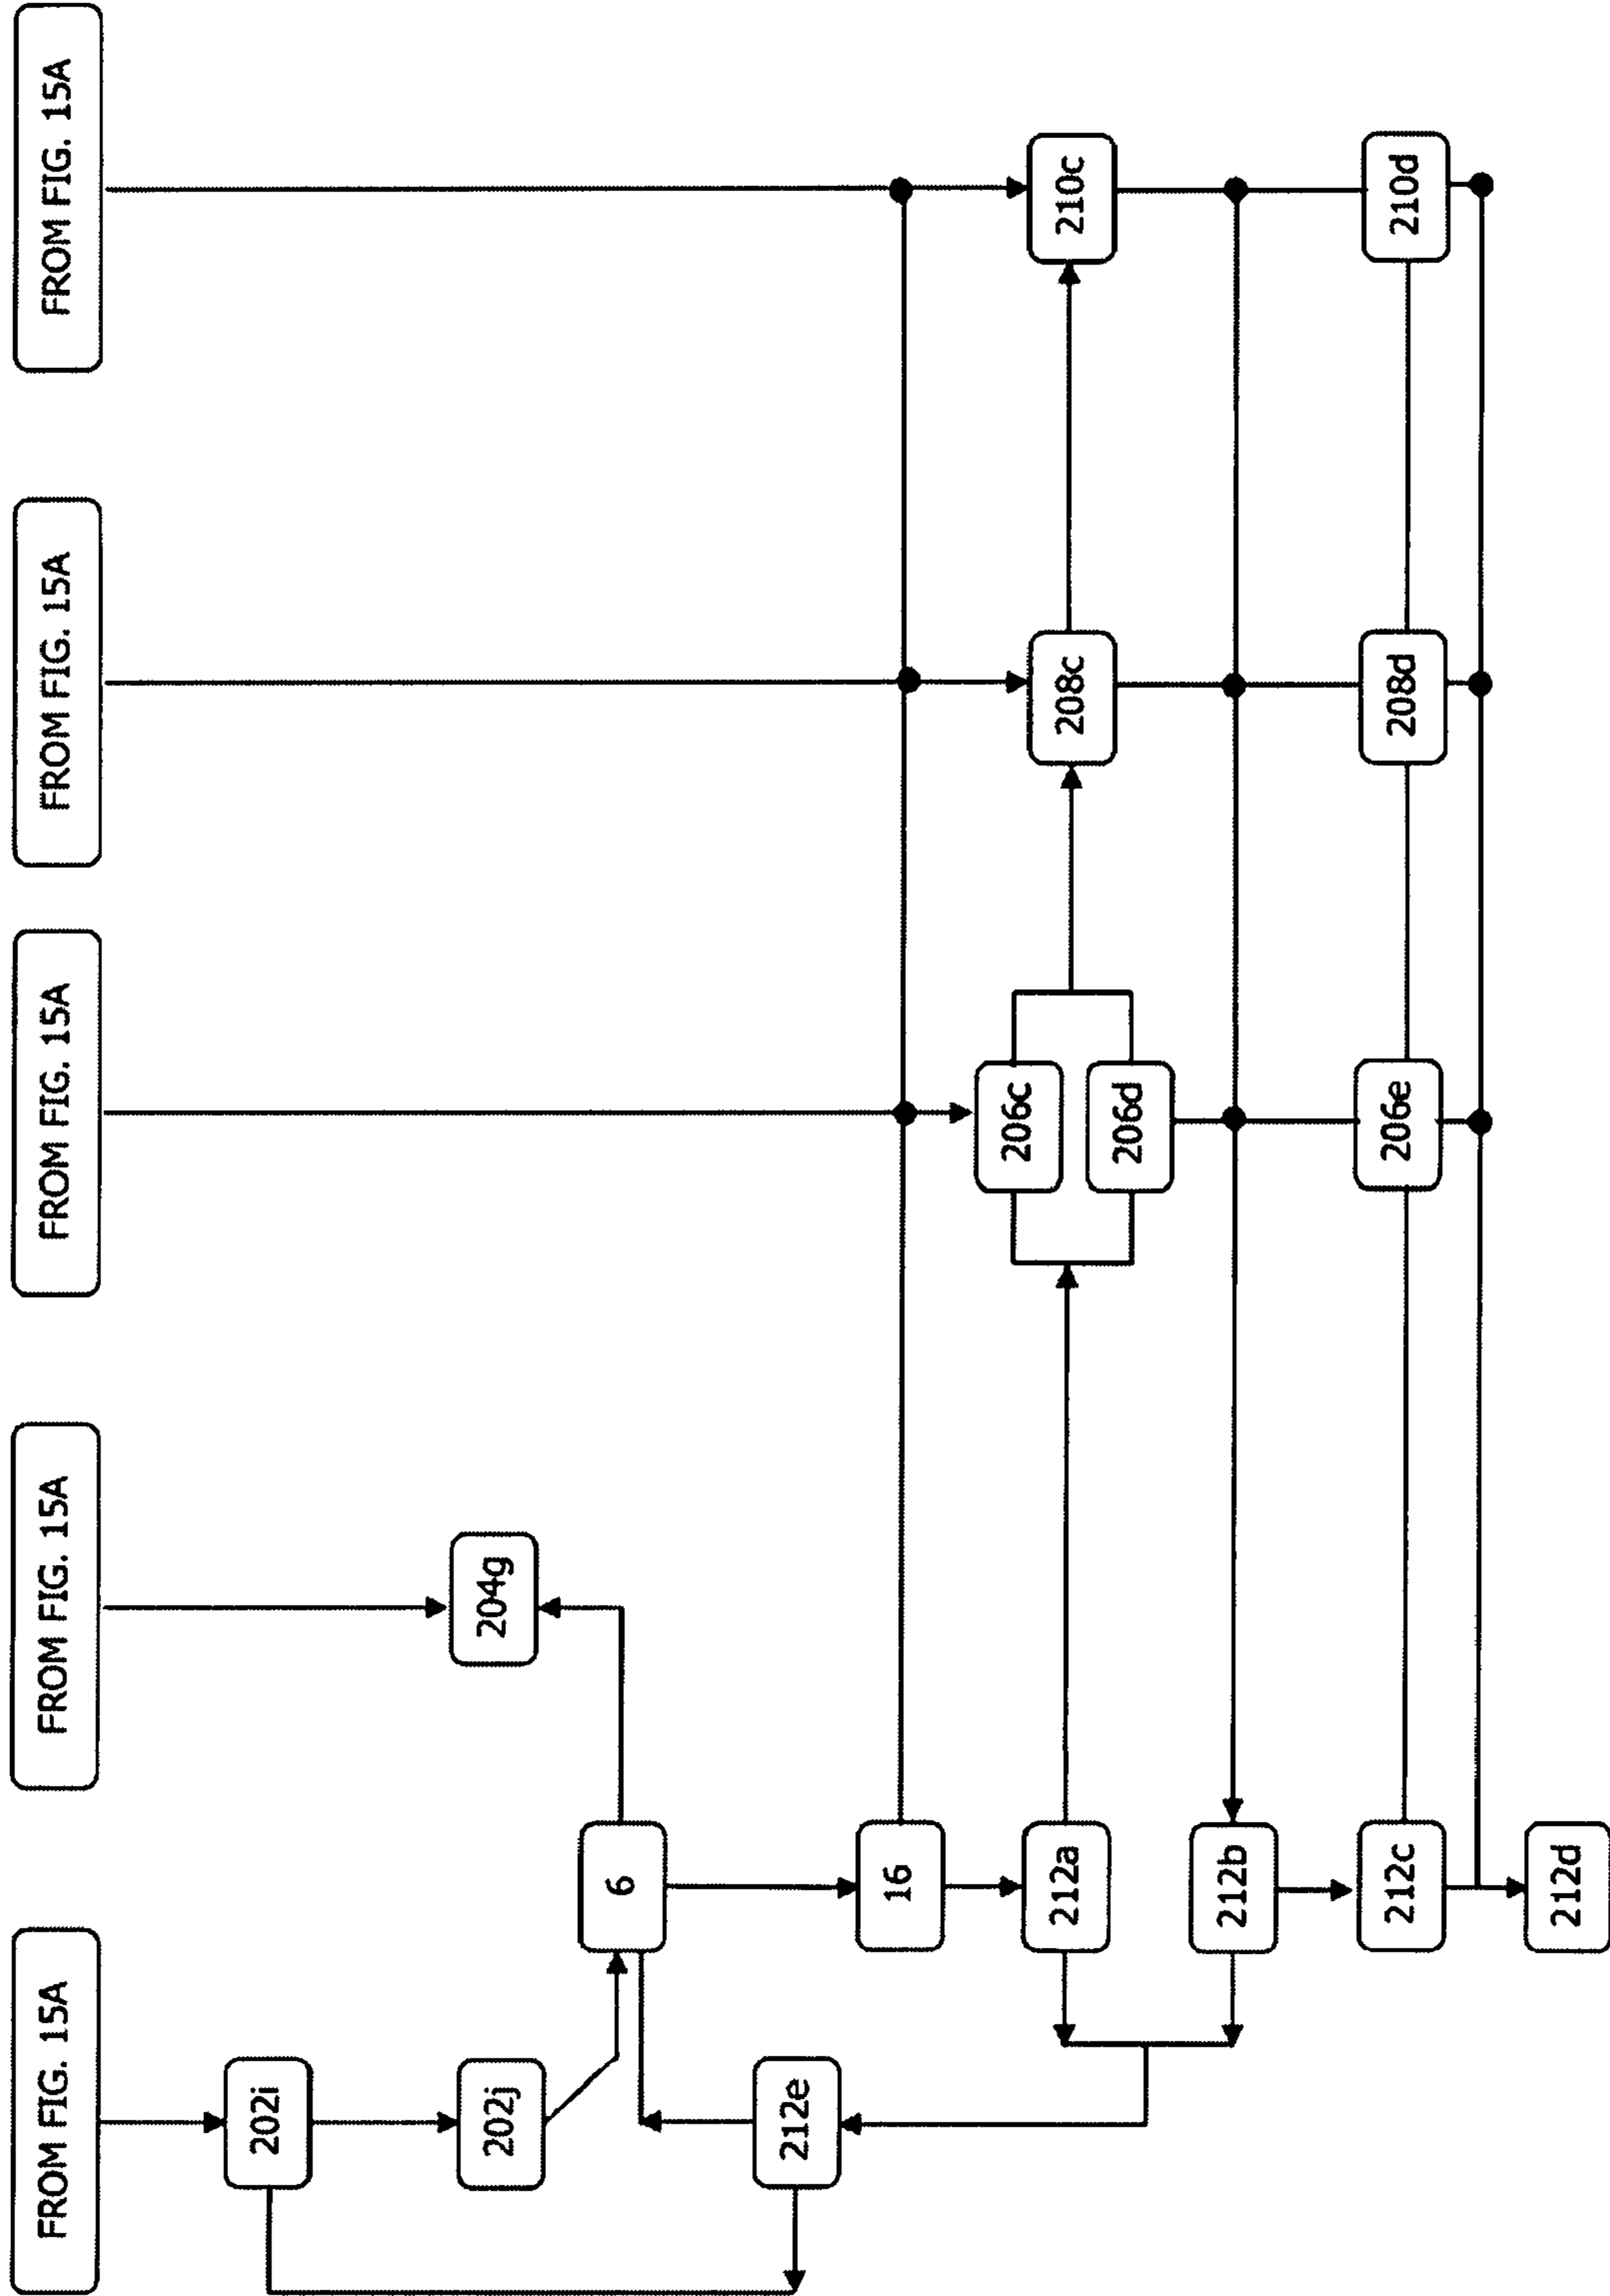 FROM FIG. 15A
FROM FIG. 15A
FROM FIG. 15A
FROM FIG. 15A
FROM FIG. 15A
202i
202j
204g
6
212e
16
206c
206d
208c
210c
212a
212b
212c
206e
208d
210d
212d